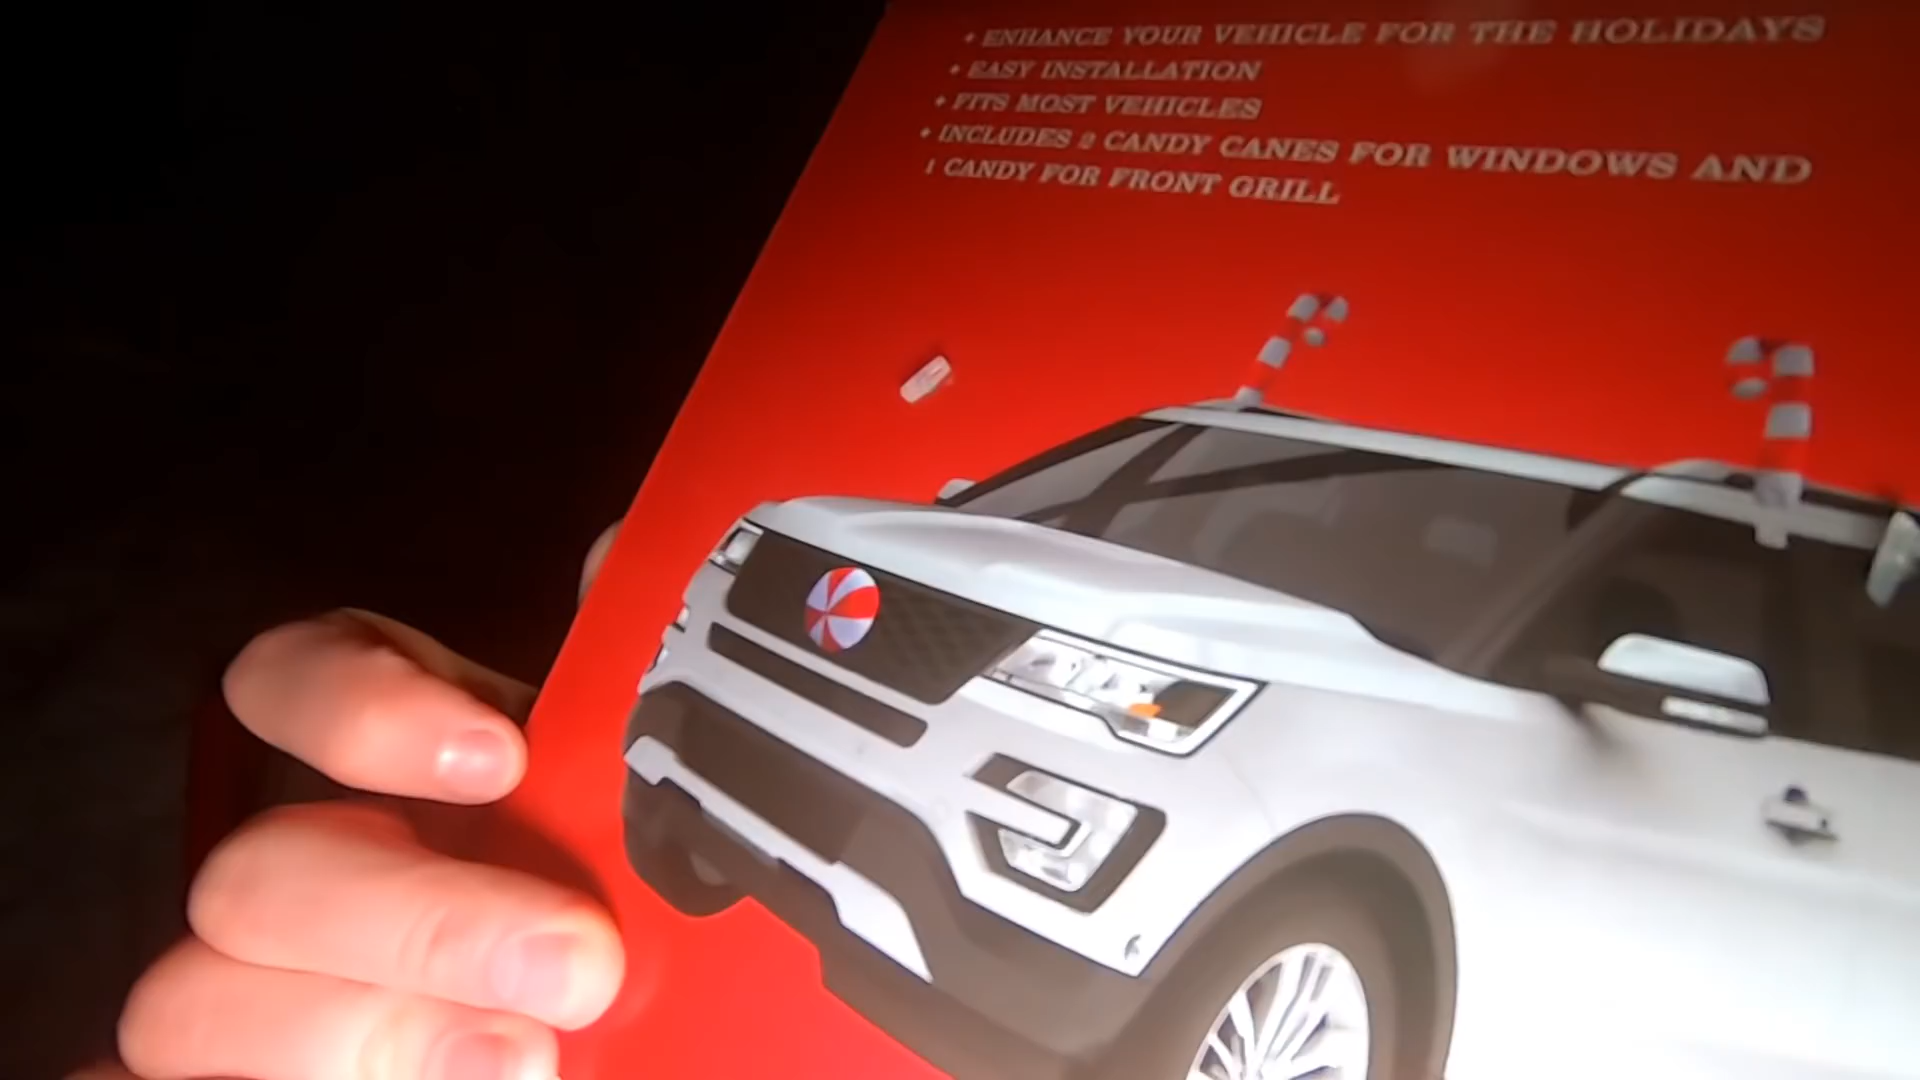 • ENHANCE YOUR VEHICLE FOR THE HOLIDAYS
• EASY INSTALLATION
• FITS MOST VEHICLES
• INCLUDES 2 CANDY CANES FOR WINDOWS AND
1 CANDY FOR FRONT GRILL